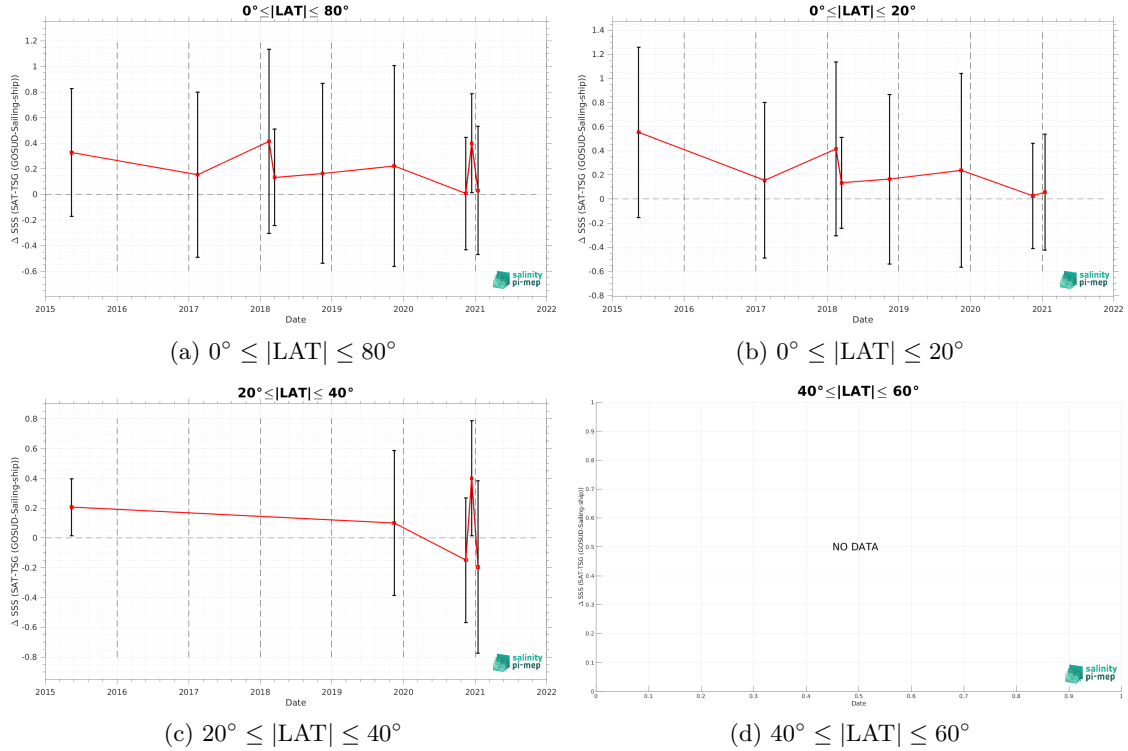 0°≤|LAT|≤ 80°
Δ SSS (SAT-TSG (GOSUD-Sailing-ship))
1.2
1
0.8
0.6
0.4
0.2
0
-0.2
-0.4
-0.6
2015 2016 2017 2018 2019 2020 2021 2022
Date
salinity
pi-mep
(a) 0° ≤ |LAT| ≤ 80°
0°≤|LAT|≤ 20°
Δ SSS (SAT-TSG (GOSUD-Sailing-ship))
1.4
1.2
1
0.8
0.6
0.4
0.2
0
-0.2
-0.4
-0.6
-0.8
2015 2016 2017 2018 2019 2020 2021 2022
Date
salinity
pi-mep
(b) 0° ≤ |LAT| ≤ 20°
20°≤|LAT|≤ 40°
Δ SSS (SAT-TSG (GOSUD-Sailing-ship))
0.8
0.6
0.4
0.2
0
-0.2
-0.4
-0.6
-0.8
2015 2016 2017 2018 2019 2020 2021 2022
Date
salinity
pi-mep
(c) 20° ≤ |LAT| ≤ 40°
40°≤|LAT|≤ 60°
Δ SSS (SAT-TSG (GOSUD-Sailing-ship))
1
0.9
0.8
0.7
0.6
0.5
0.4
0.3
0.2
0.1
0
NO DATA
0 0.1 0.2 0.3 0.4 0.5 0.6 0.7 0.8 0.9 1
Date
salinity
pi-mep
(d) 40° ≤ |LAT| ≤ 60°